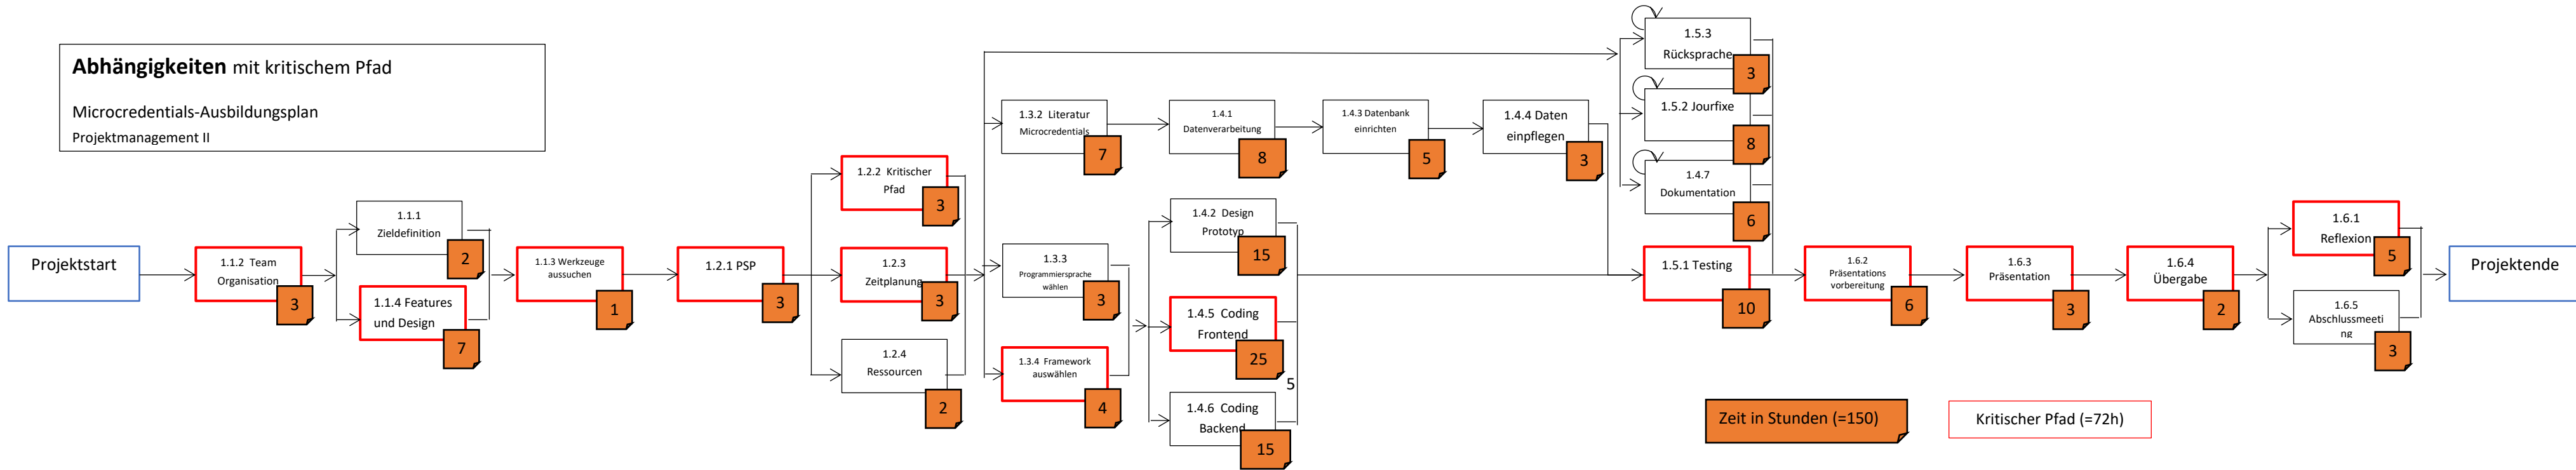 Abhängigkeiten mit kritischem Pfad
Microcredentials-Ausbildungsplan
Projektmanagement II
Projektstart
1.1.2 Team
Organisation
3
1.1.1
Zieldefinition
2
1.1.4 Features
und Design
7
1.1.3 Werkzeuge
aussuchen
1
1.2.1 PSP
3
1.2.2 Kritischer
Pfad
3
1.2.3
Zeitplanung
3
1.2.4
Ressourcen
2
1.3.2 Literatur
Microcredentials
7
1.3.3
Programmiersprache
wählen
3
1.3.4 Framework
auswählen
4
1.4.1
Datenverarbeitung
8
1.4.3 Datenbank
einrichten
5
1.4.4 Daten
einpflegen
3
1.4.2 Design
Prototyp
15
1.4.5 Coding
Frontend
25
5
1.4.6 Coding
Backend
15
1.5.3
Rücksprache
3
1.5.2 Jourfixe
8
1.4.7
Dokumentation
6
1.5.1 Testing
10
1.6.2
Präsentations
vorbereitung
6
1.6.3
Präsentation
3
1.6.4
Übergabe
2
1.6.1
Reflexion
5
1.6.5
Abschlussmeeti
ng
3
Projektende
Zeit in Stunden (=150)
Kritischer Pfad (=72h)